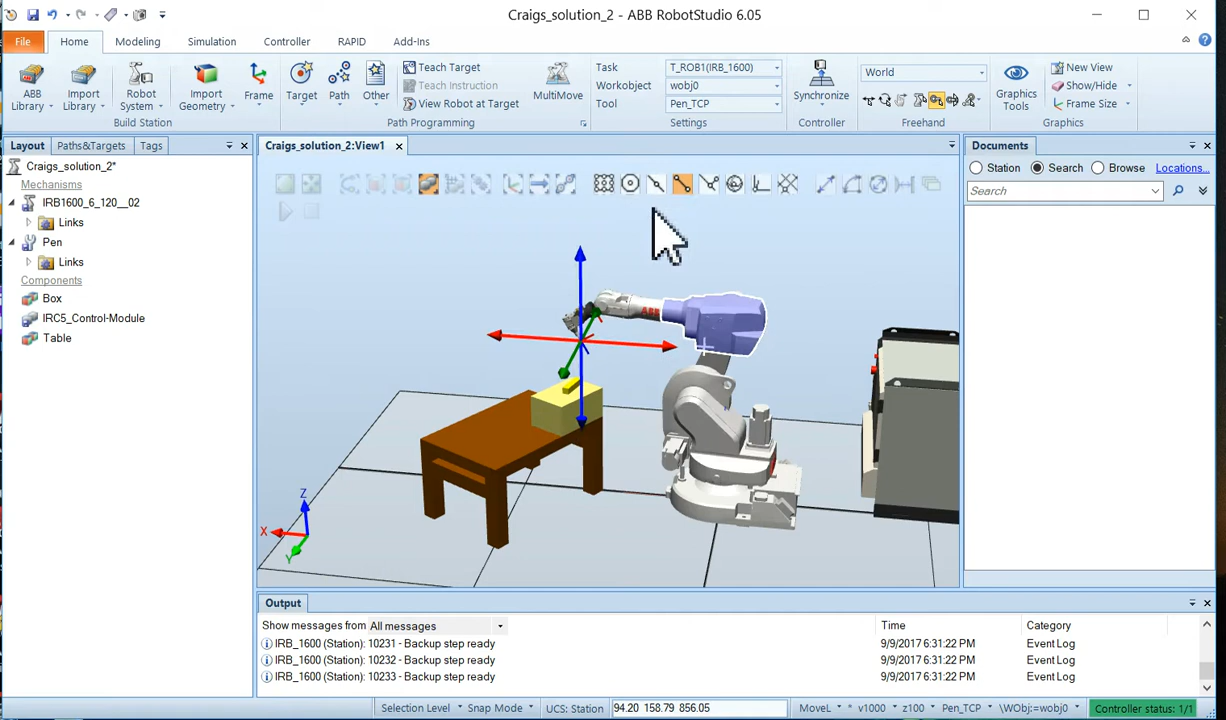 Craigs_solution_2 - ABB RobotStudio 6.05
File Home Modeling Simulation Controller RAPID Add-Ins
ABB Library
Import Library
Robot System
Import Geometry
Frame
Build Station
Target
Path
Other
Teach Target
Teach Instruction
View Robot at Target
MultiMove
Path Programming
Task T_ROB1(IRB_1600)
Workobject wobj0
Tool Pen_TCP
Settings
Synchronize
Controller
World
Freehand
Graphics Tools
New View
Show/Hide
Frame Size
Graphics
Layout Paths&Targets Tags
Craigs_solution_2*
Mechanisms
IRB1600_6_120__02
Links
Pen
Links
Components
Box
IRC5_Control-Module
Table
Craigs_solution_2:View1
ABB
Z
X
Y
Documents
Station Search Browse Locations...
Search
Output
Show messages from All messages Time Category
IRB_1600 (Station): 10231 - Backup step ready 9/9/2017 6:31:22 PM Event Log
IRB_1600 (Station): 10232 - Backup step ready 9/9/2017 6:31:22 PM Event Log
IRB_1600 (Station): 10233 - Backup step ready 9/9/2017 6:31:22 PM Event Log
Selection Level Snap Mode UCS: Station 94.20 158.79 856.05 MoveL * v1000 z100 Pen_TCP \WObj:=wobj0 Controller status: 1/1